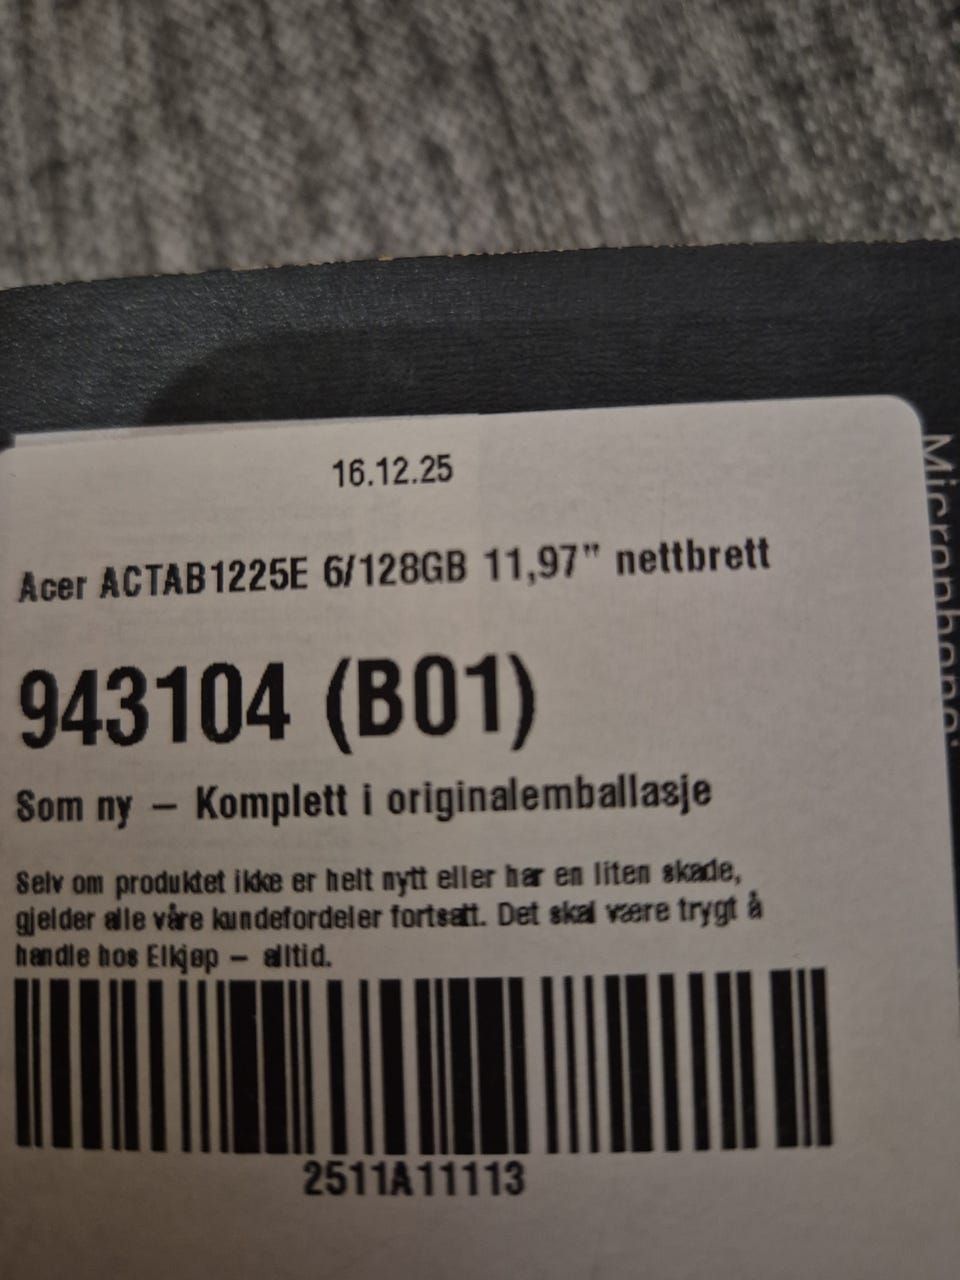 16.12.25
Acer ACTAB1225E 6/128GB 11,97" nettbrett
943104 (B01)
Som ny – Komplett i originalemballasje
Selv om produktet ikke er helt nytt eller har en liten skade,
gjelder alle våre kundefordeler fortsatt. Det skal være trygt å
handle hos Elkjøp – alltid.
2511A11113